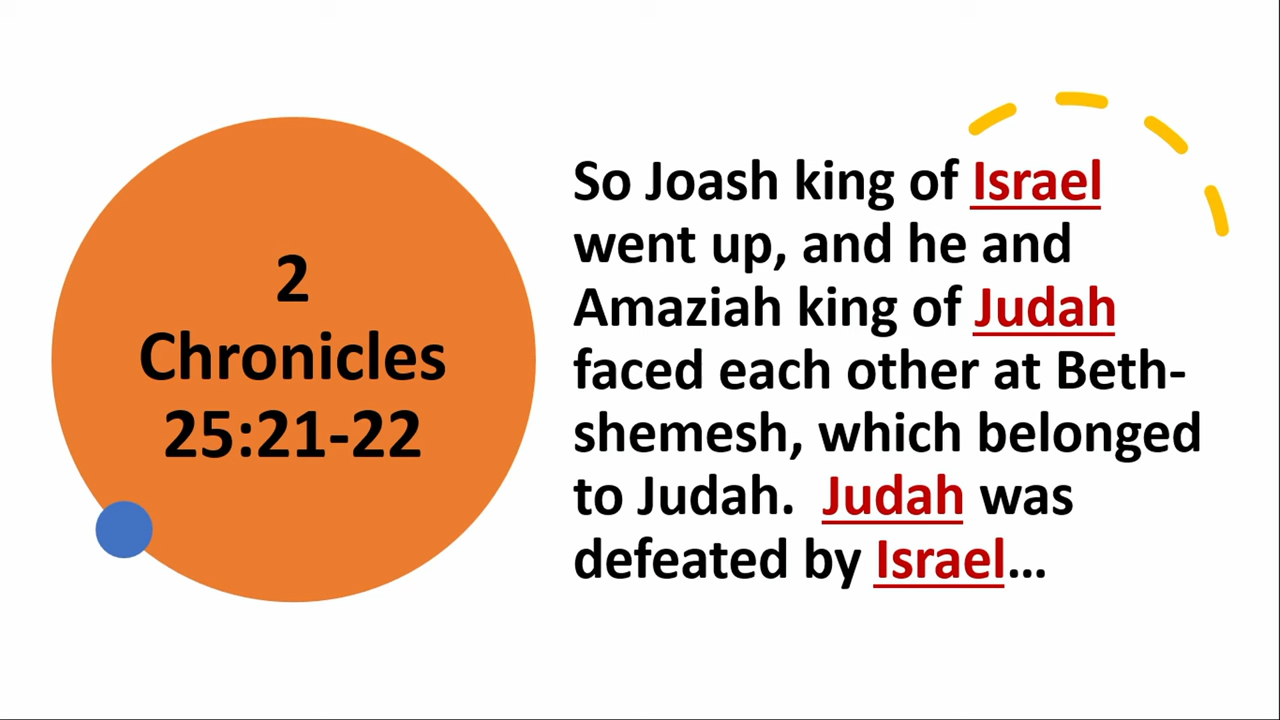 2
Chronicles
25:21-22
So Joash king of Israel
went up, and he and
Amaziah king of Judah
faced each other at Beth-
shemesh, which belonged
to Judah.  Judah was
defeated by Israel...